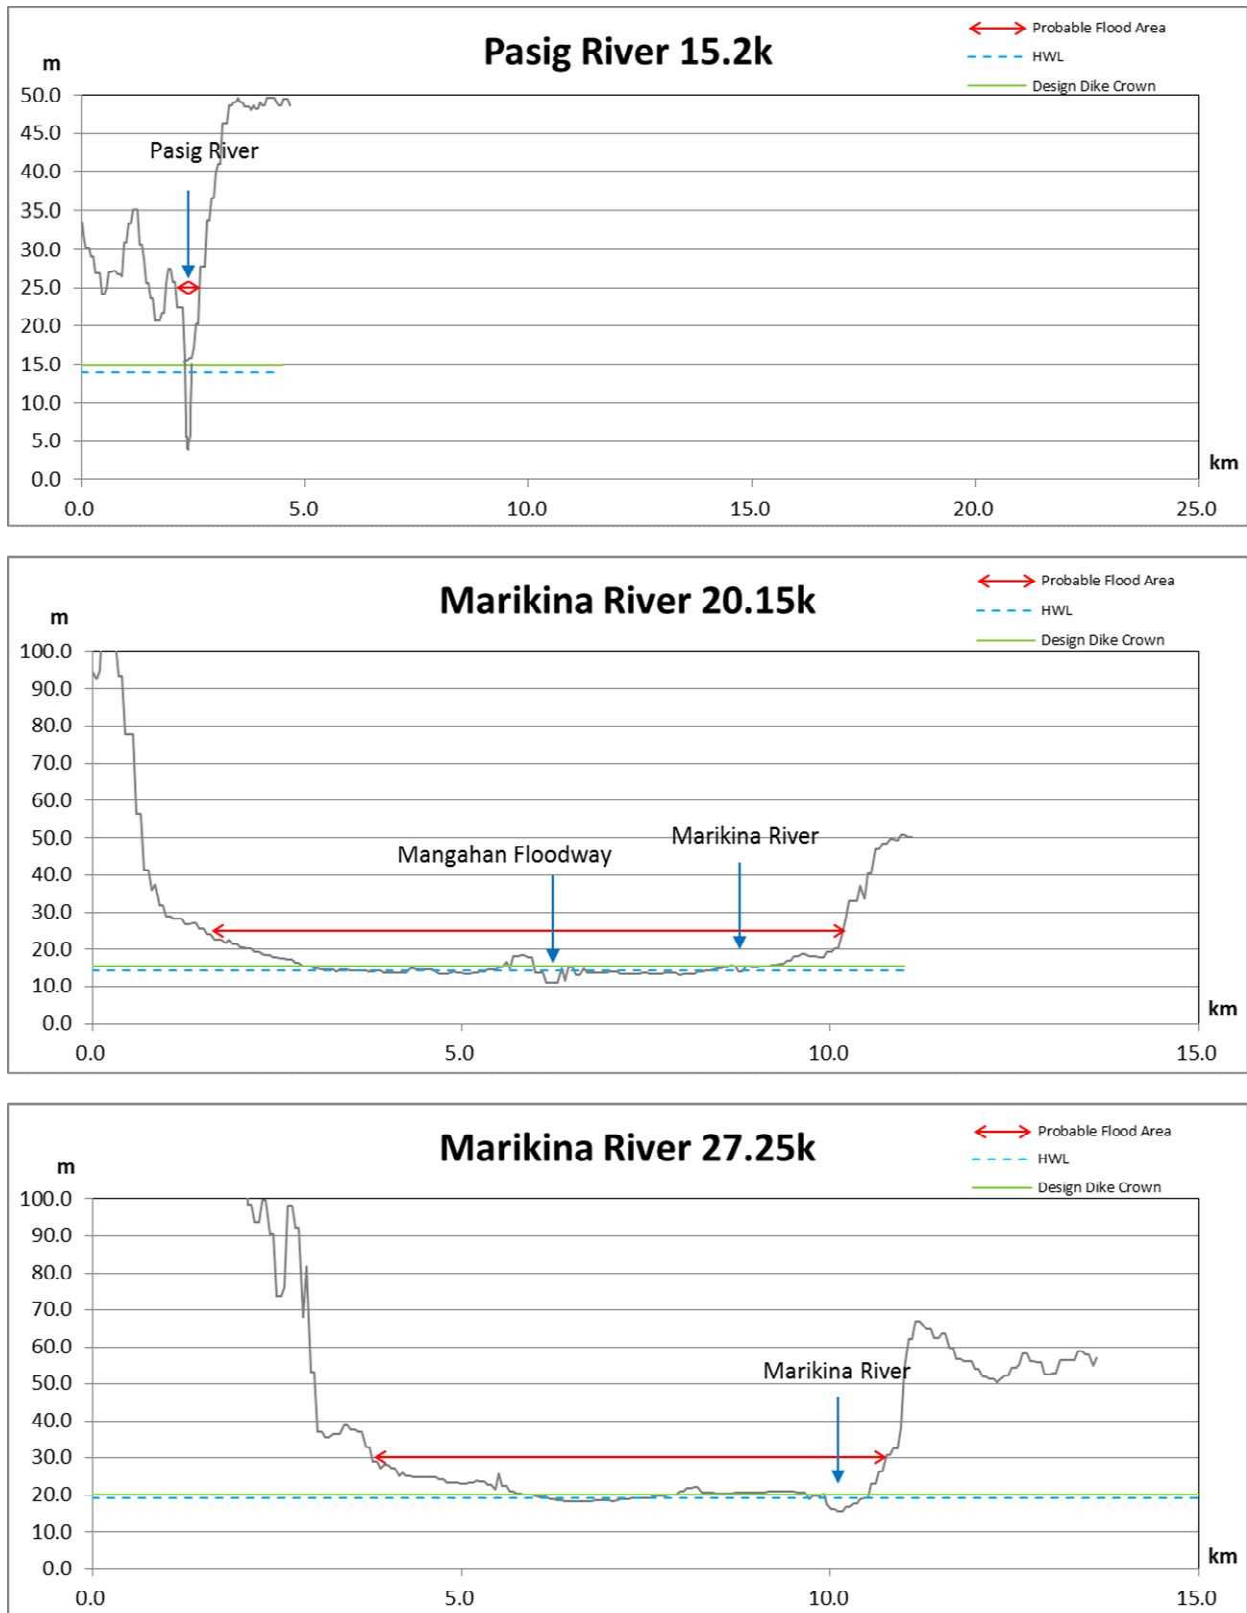 Pasig River 15.2k
Probable Flood Area
HWL
Design Dike Crown
m
50.0
45.0
Pasig River
40.0
35.0
30.0
25.0
20.0
15.0
10.0
5.0
0.0
km
0.0 5.0 10.0 15.0 20.0 25.0
Marikina River 20.15k
Probable Flood Area
HWL
Design Dike Crown
m
100.0
90.0
80.0
70.0
60.0
50.0
Marikina River
Mangahan Floodway
40.0
30.0
20.0
10.0
0.0
km
0.0 5.0 10.0 15.0
Marikina River 27.25k
Probable Flood Area
HWL
Design Dike Crown
m
100.0
90.0
80.0
70.0
60.0
Marikina River
50.0
40.0
30.0
20.0
10.0
0.0
km
0.0 5.0 10.0 15.0